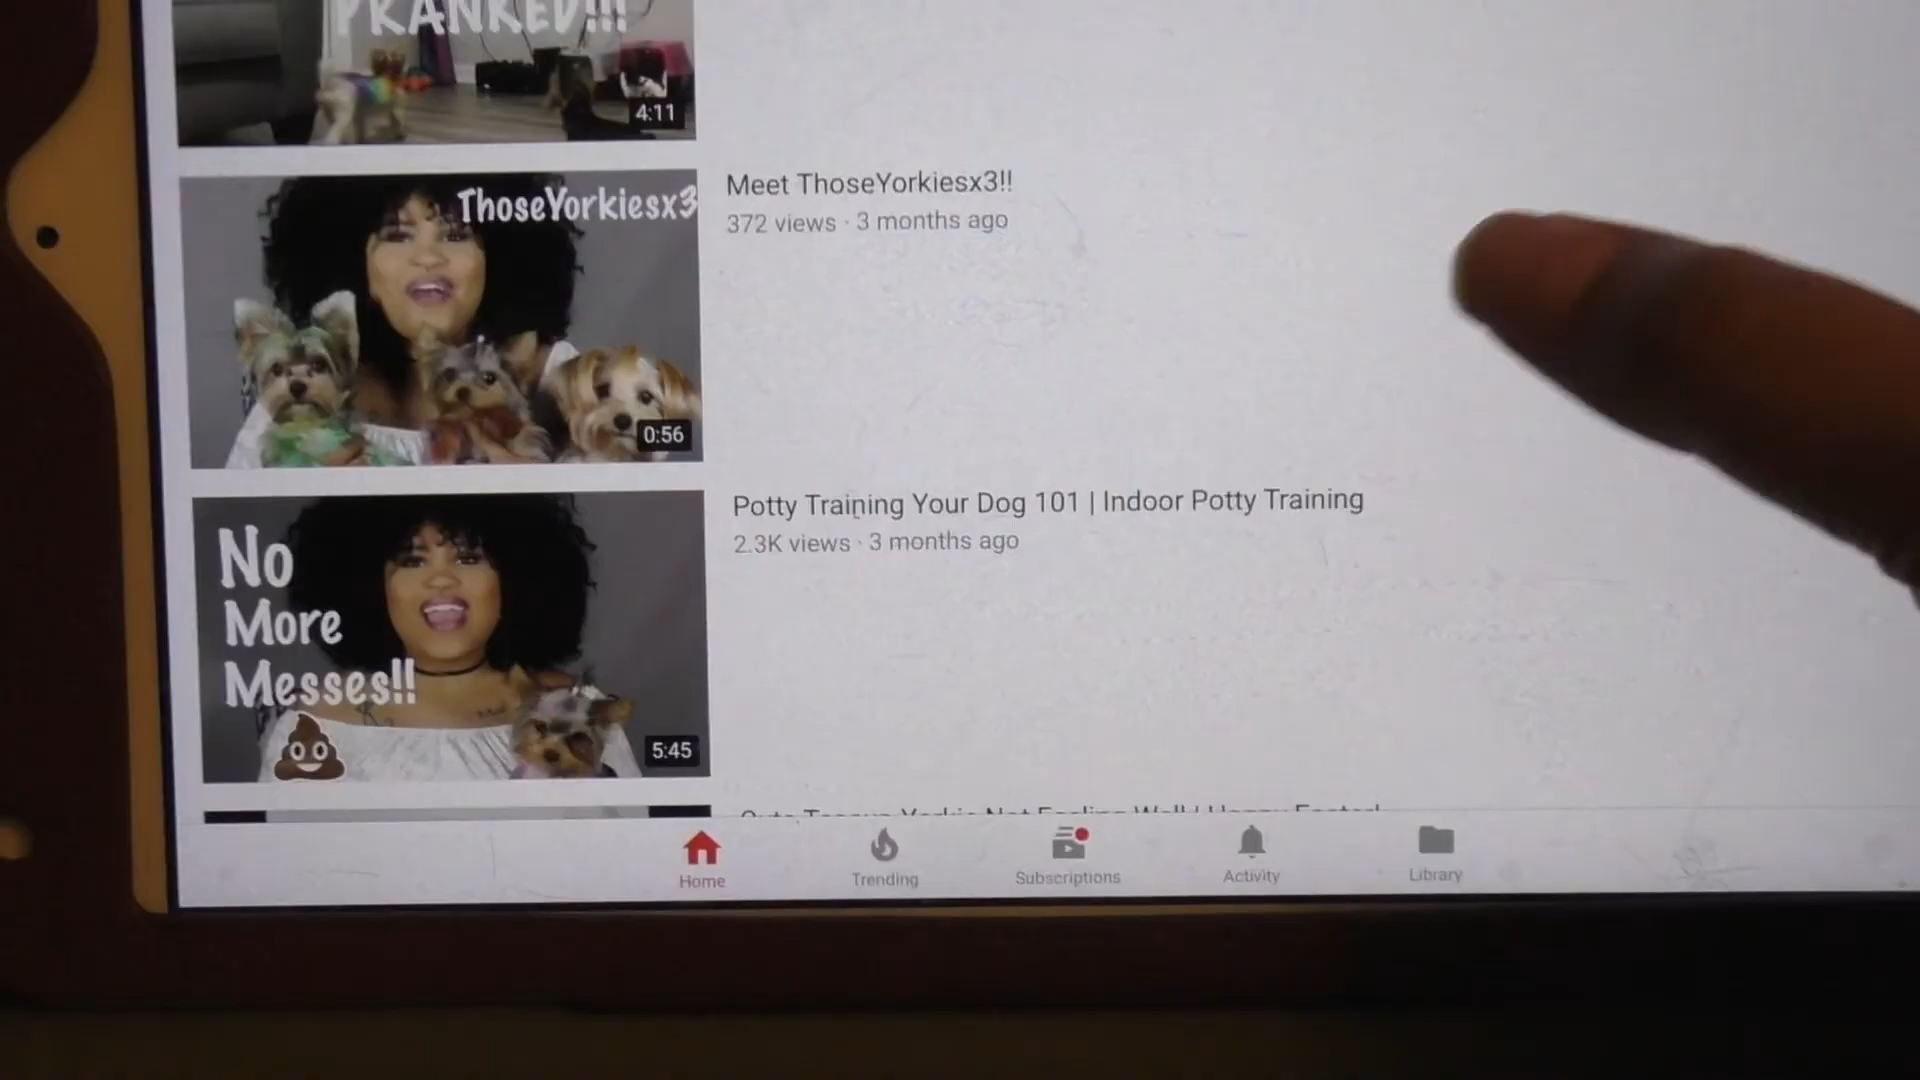 PRANKED!!!
4:11
ThoseYorkiesx3
0:56
Meet ThoseYorkiesx3!!
372 views · 3 months ago
No
More
Messes!!
5:45
Potty Training Your Dog 101 | Indoor Potty Training
2.3K views · 3 months ago
Home
Trending
Subscriptions
Activity
Library